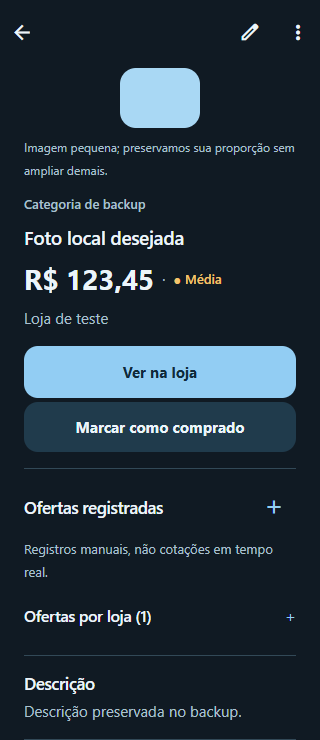 Imagem pequena; preservamos sua proporção sem
ampliar demais.
Categoria de backup
Foto local desejada
R$ 123,45 · ● Média
Loja de teste
Ver na loja
Marcar como comprado
Ofertas registradas +
Registros manuais, não cotações em tempo
real.
Ofertas por loja (1) +
Descrição
Descrição preservada no backup.